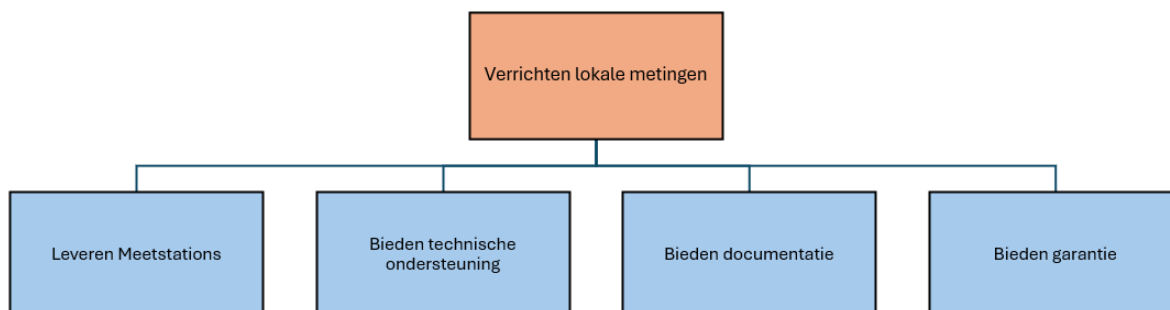 Verrichten lokale metingen
Leveren Meetstations
Bieden technische
ondersteuning
Bieden documentatie
Bieden garantie